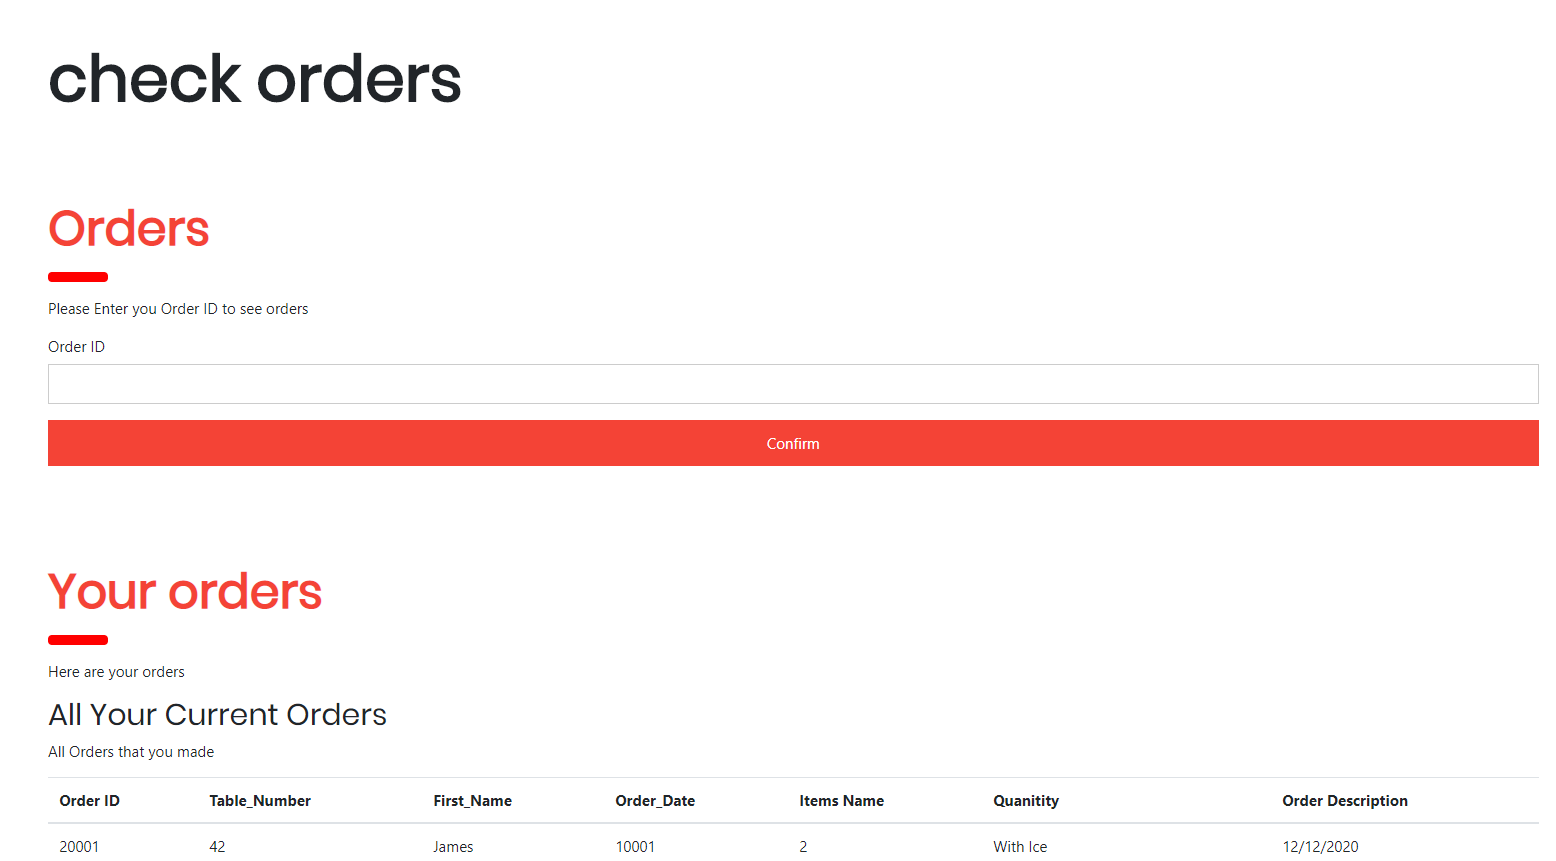 check orders
Orders
Please Enter you Order ID to see orders
Order ID
Confirm
Your orders
Here are your orders
All Your Current Orders
All Orders that you made
Order ID Table_Number First_Name Order_Date Items Name Quanitity Order Description
20001 42 James 10001 2 With Ice 12/12/2020